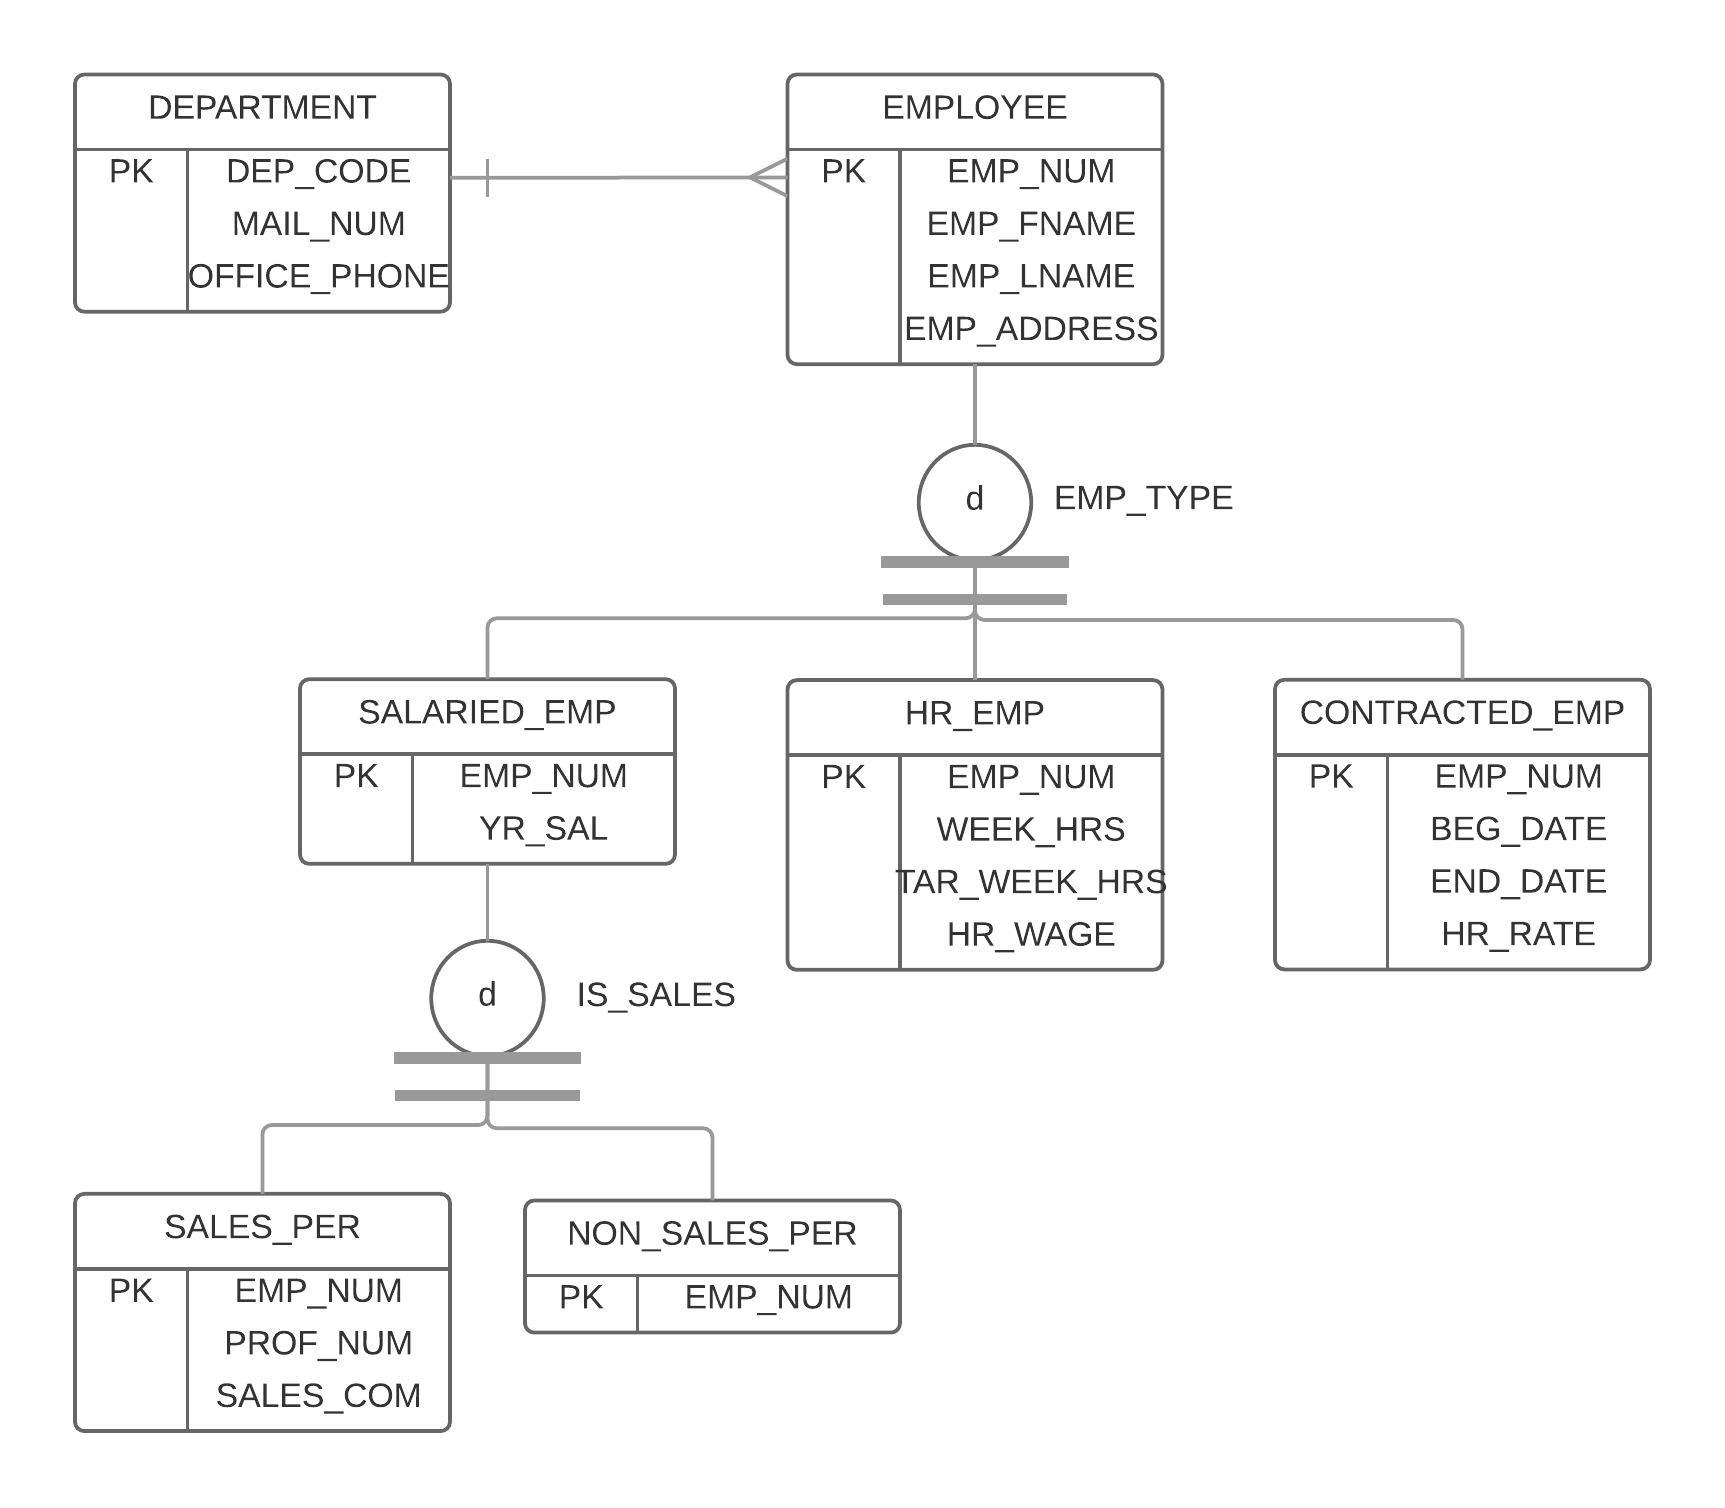 DEPARTMENT
PK DEP_CODE
MAIL_NUM
OFFICE_PHONE
EMPLOYEE
PK EMP_NUM
EMP_FNAME
EMP_LNAME
EMP_ADDRESS
d EMP_TYPE
SALARIED_EMP
PK EMP_NUM
YR_SAL
HR_EMP
PK EMP_NUM
WEEK_HRS
TAR_WEEK_HRS
HR_WAGE
CONTRACTED_EMP
PK EMP_NUM
BEG_DATE
END_DATE
HR_RATE
d IS_SALES
SALES_PER
PK EMP_NUM
PROF_NUM
SALES_COM
NON_SALES_PER
PK EMP_NUM